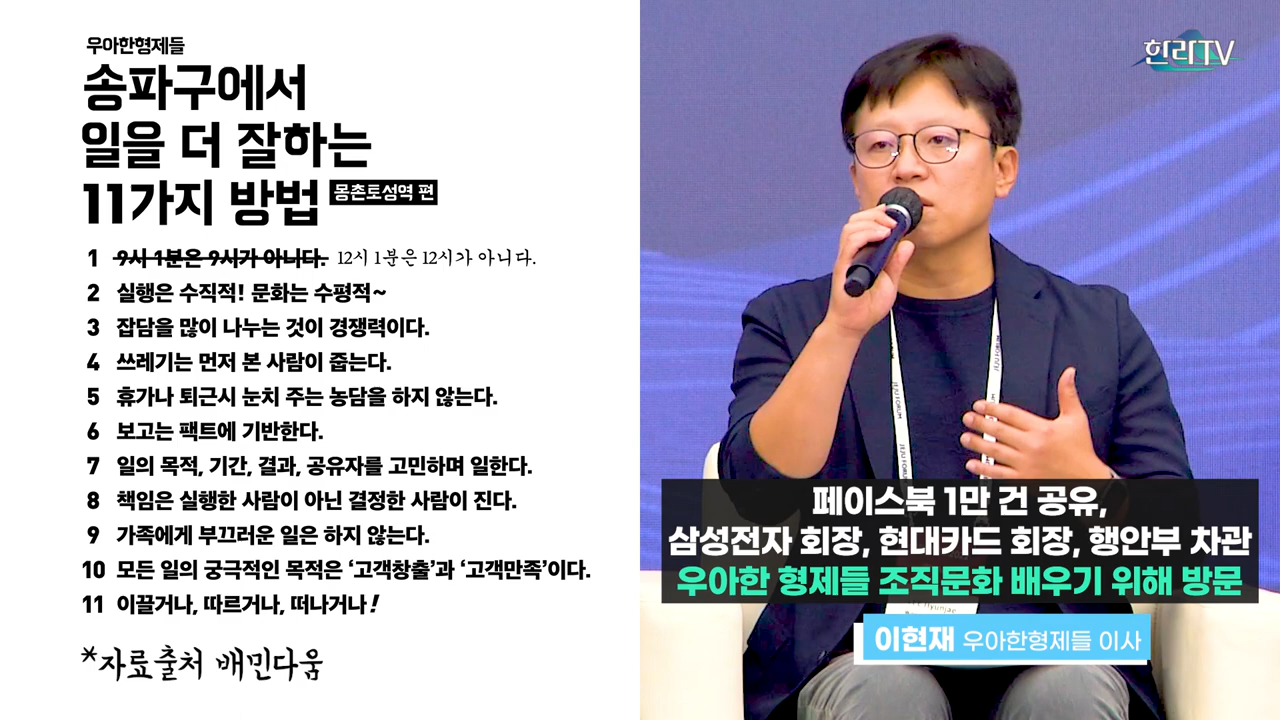 우아한형제들
송파구에서
일을 더 잘하는
11가지 방법 몽촌토성역 편
1 9시 1분은 9시가 아니다. 12시 1분은 12시가 아니다.
2 실행은 수직적! 문화는 수평적~
3 잡담을 많이 나누는 것이 경쟁력이다.
4 쓰레기는 먼저 본 사람이 줍는다.
5 휴가나 퇴근시 눈치 주는 농담을 하지 않는다.
6 보고는 팩트에 기반한다.
7 일의 목적, 기간, 결과, 공유자를 고민하며 일한다.
8 책임은 실행한 사람이 아닌 결정한 사람이 진다.
9 가족에게 부끄러운 일은 하지 않는다.
10 모든 일의 궁극적인 목적은 ‘고객창출’과 ‘고객만족’이다.
11 이끌거나, 따르거나, 떠나거나!
*자료출처 배민다움
한라TV
JEJU FORUM
JEJU FORUM
페이스북 1만 건 공유,
삼성전자 회장, 현대카드 회장, 행안부 차관
우아한 형제들 조직문화 배우기 위해 방문
Hyunjae
이현재 우아한형제들 이사